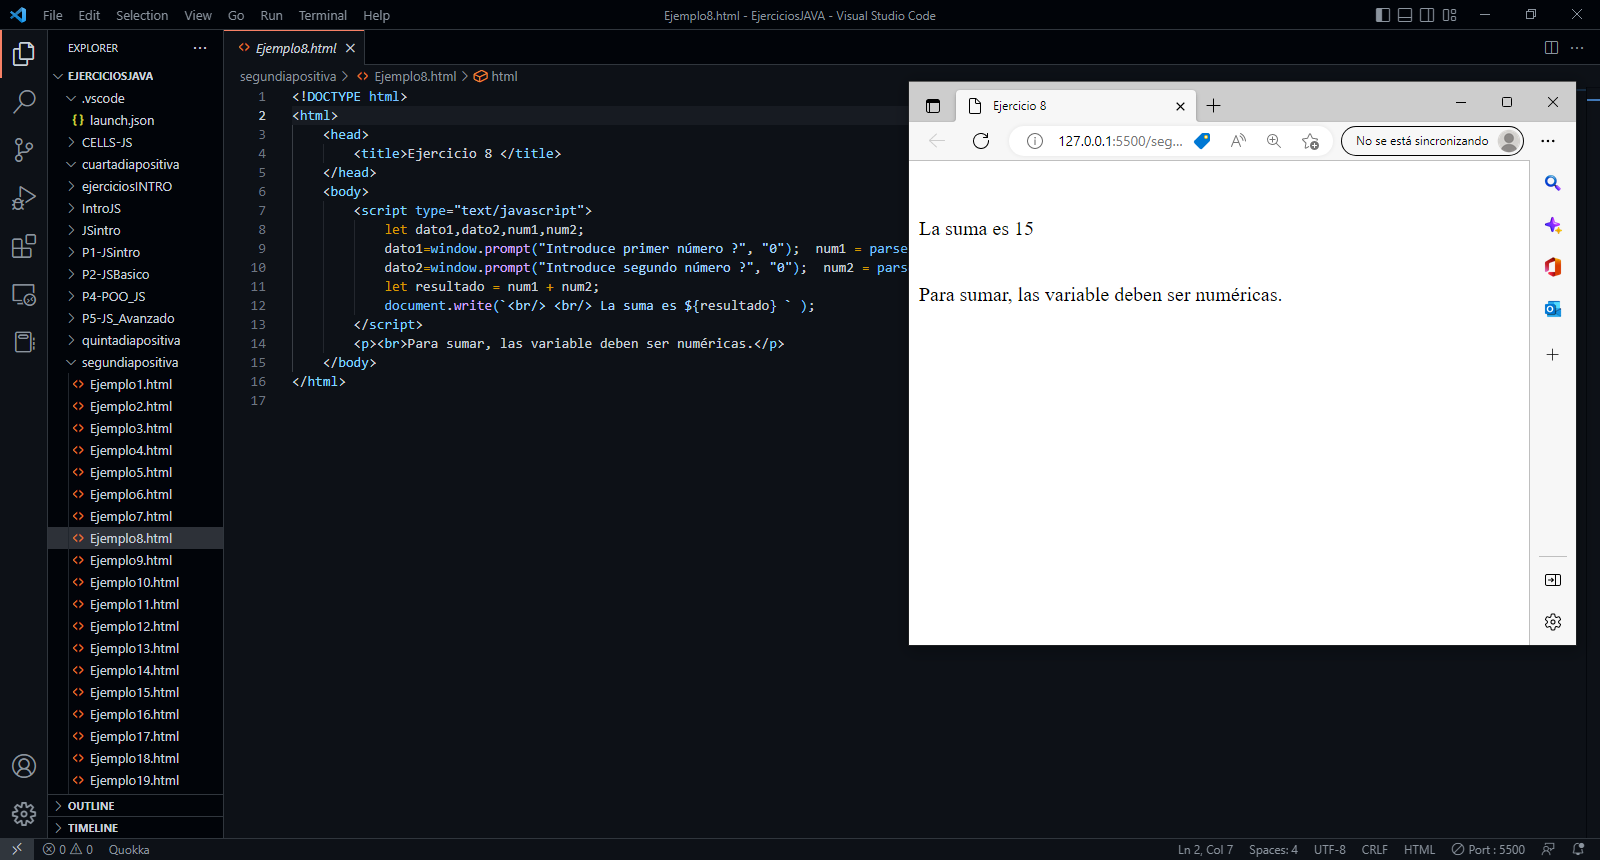 File Edit Selection View Go Run Terminal Help
Ejemplo8.html - EjerciciosJAVA - Visual Studio Code
EXPLORER
EJERCICIOSJAVA
.vscode
{} launch.json
CELLS-JS
cuartadiapositiva
ejerciciosINTRO
IntroJS
JSintro
P1-JSintro
P2-JSBasico
P4-POO_JS
P5-JS_Avanzado
quintadiapositiva
segundiapositiva
Ejemplo1.html
Ejemplo2.html
Ejemplo3.html
Ejemplo4.html
Ejemplo5.html
Ejemplo6.html
Ejemplo7.html
Ejemplo8.html
Ejemplo9.html
Ejemplo10.html
Ejemplo11.html
Ejemplo12.html
Ejemplo13.html
Ejemplo14.html
Ejemplo15.html
Ejemplo16.html
Ejemplo17.html
Ejemplo18.html
Ejemplo19.html
OUTLINE
TIMELINE
Ejemplo8.html
segundiapositiva > Ejemplo8.html > html
1 <!DOCTYPE html>
2 <html>
3 <head>
4 <title>Ejercicio 8 </title>
5 </head>
6 <body>
7 <script type="text/javascript">
8 let dato1,dato2,num1,num2;
9 dato1=window.prompt("Introduce primer número ?", "0"); num1 = parse
10 dato2=window.prompt("Introduce segundo número ?", "0"); num2 = pars
11 let resultado = num1 + num2;
12 document.write(`<br/> <br/> La suma es ${resultado} ` );
13 </script>
14 <p><br>Para sumar, las variable deben ser numéricas.</p>
15 </body>
16 </html>
17
Ejercicio 8
127.0.0.1:5500/seg...
No se está sincronizando
La suma es 15
Para sumar, las variable deben ser numéricas.
0 0 Quokka
Ln 2, Col 7 Spaces: 4 UTF-8 CRLF HTML Port : 5500